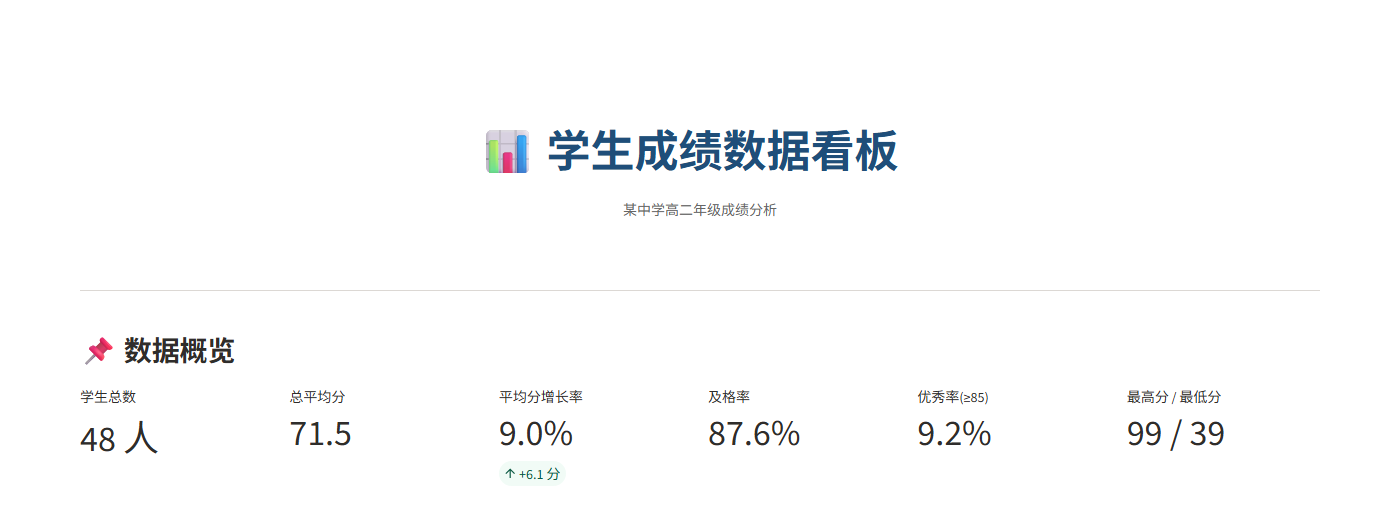 学生成绩数据看板
某中学高二年级成绩分析
数据概览
学生总数
48 人
总平均分
71.5
平均分增长率
9.0%
↑ +6.1 分
及格率
87.6%
优秀率(≥85)
9.2%
最高分 / 最低分
99 / 39